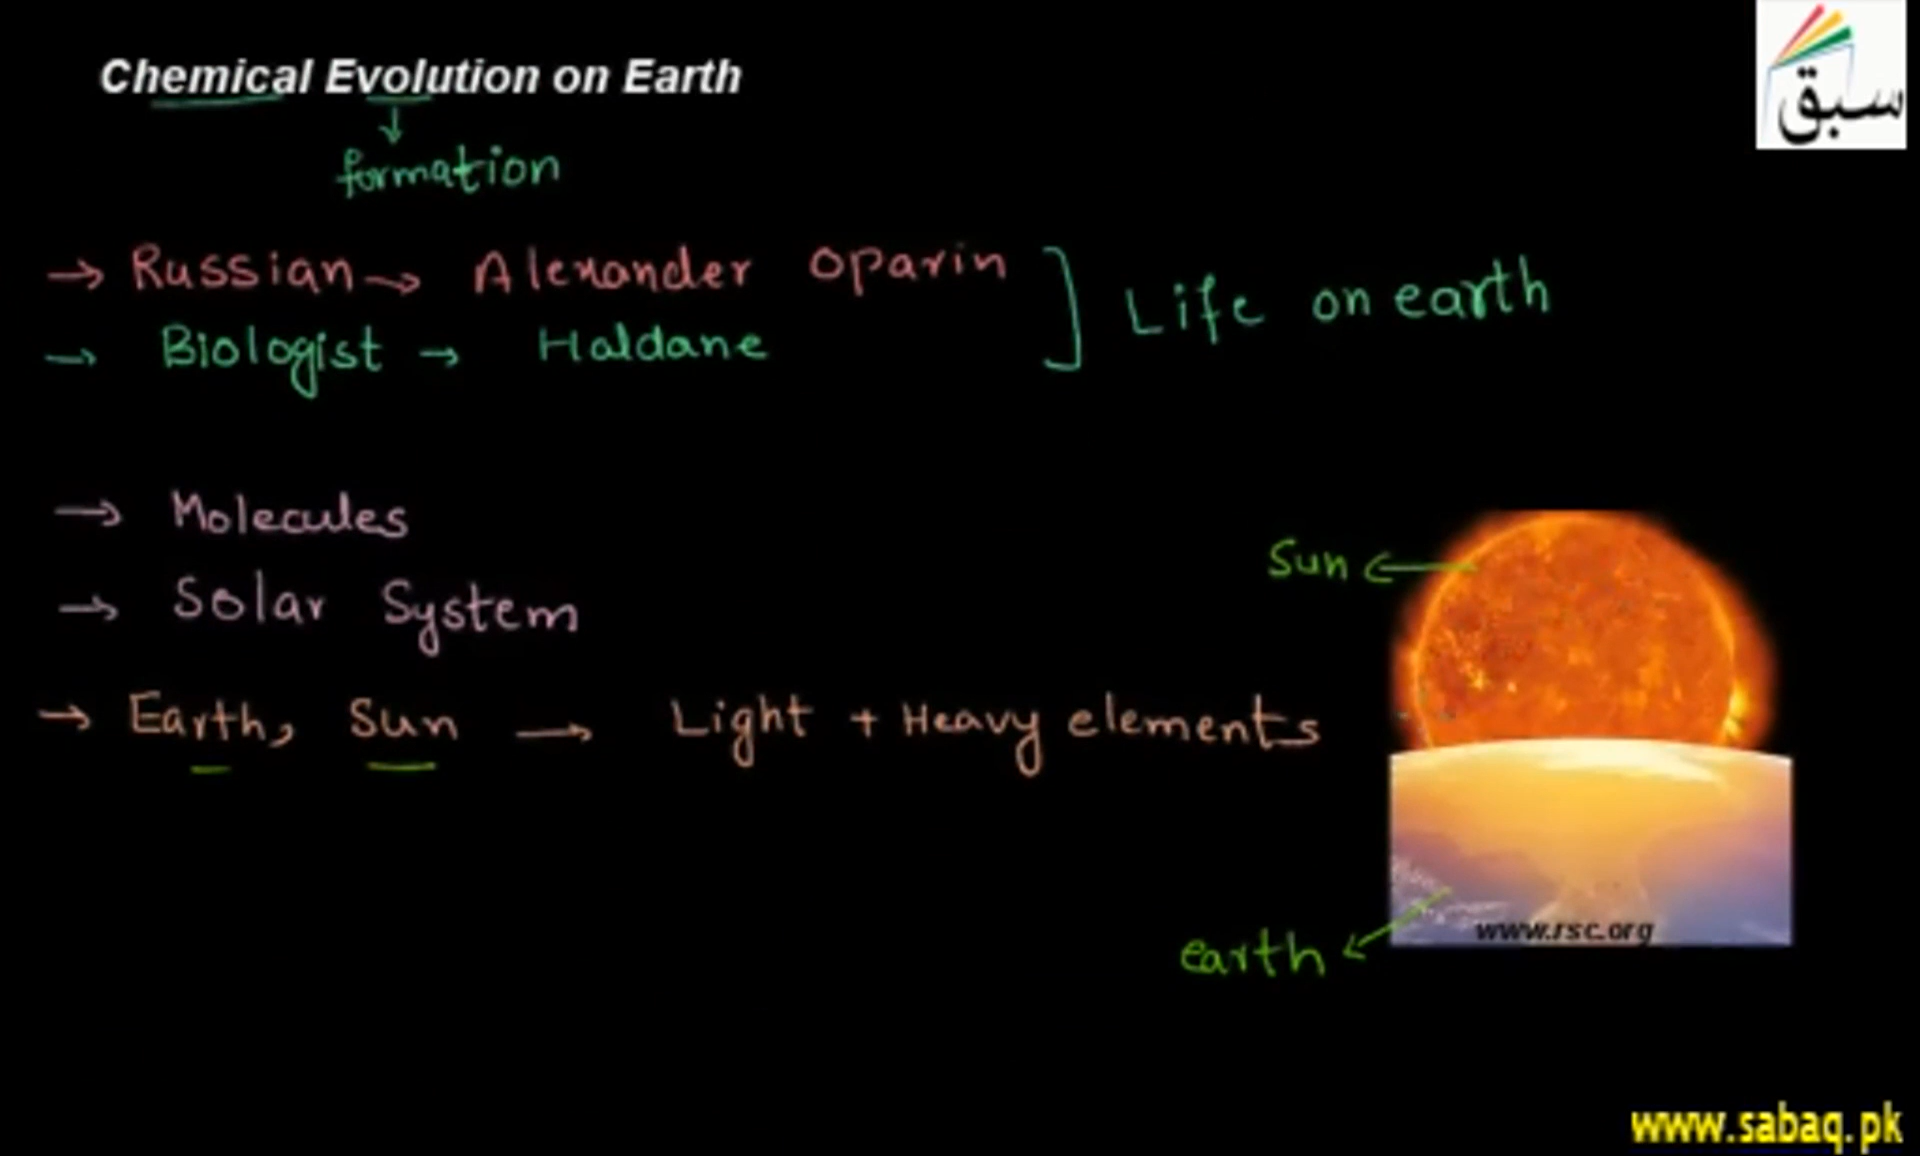 Chemical Evolution on Earth
سبق
formation
→ Russian → Alexander Oparin ] Life on earth
→ Biologist → Haldane
→ Molecules
→ Solar System
Sun ←
→ Earth, Sun → Light + Heavy elements
www.rsc.org
earth ←
www.sabaq.pk